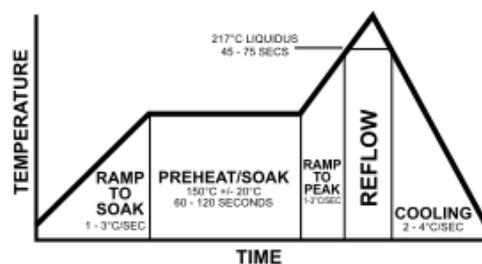 217°C LIQUIDUS
45 - 75 SECS
TEMPERATURE
RAMP
TO
SOAK
1 - 3°C/SEC
PREHEAT/SOAK
150°C +/- 20°C
60 - 120 SECONDS
RAMP
TO
PEAK
1-3°C/SEC
REFLOW
COOLING
2 - 4°C/SEC
TIME